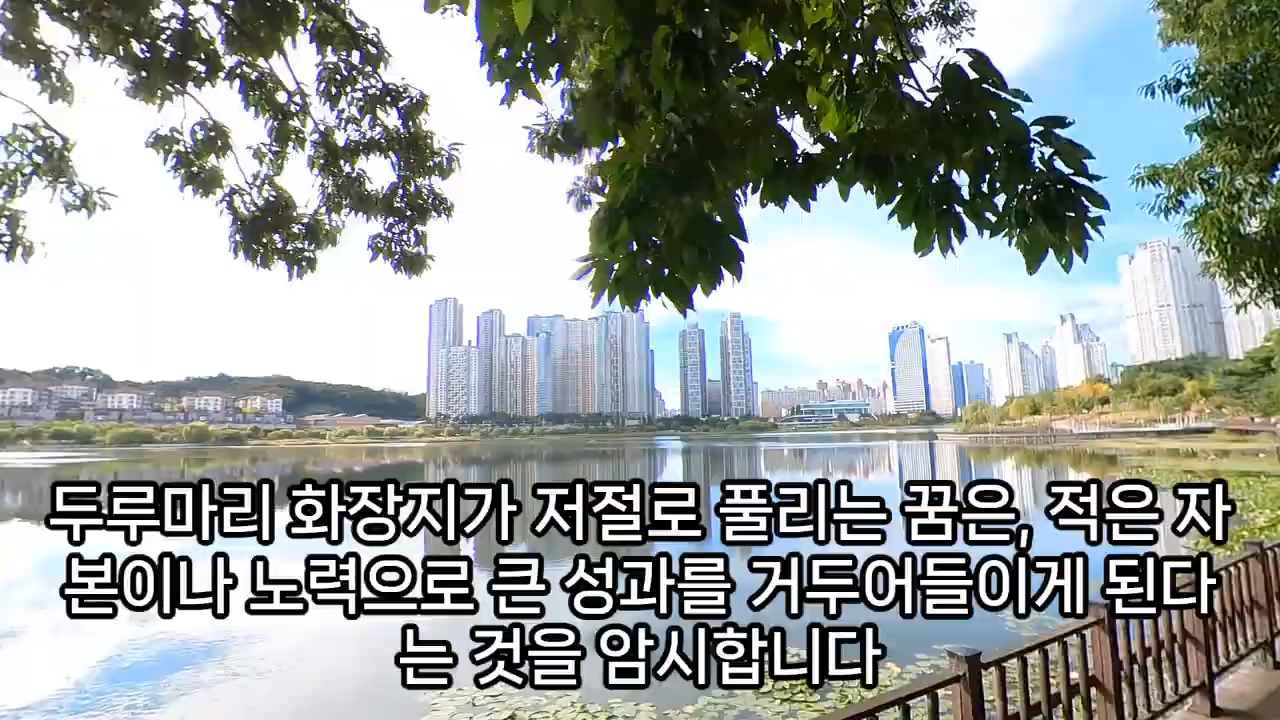 두루마리 화장지가 저절로 풀리는 꿈은, 적은 자
본이나 노력으로 큰 성과를 거두어들이게 된다
는 것을 암시합니다